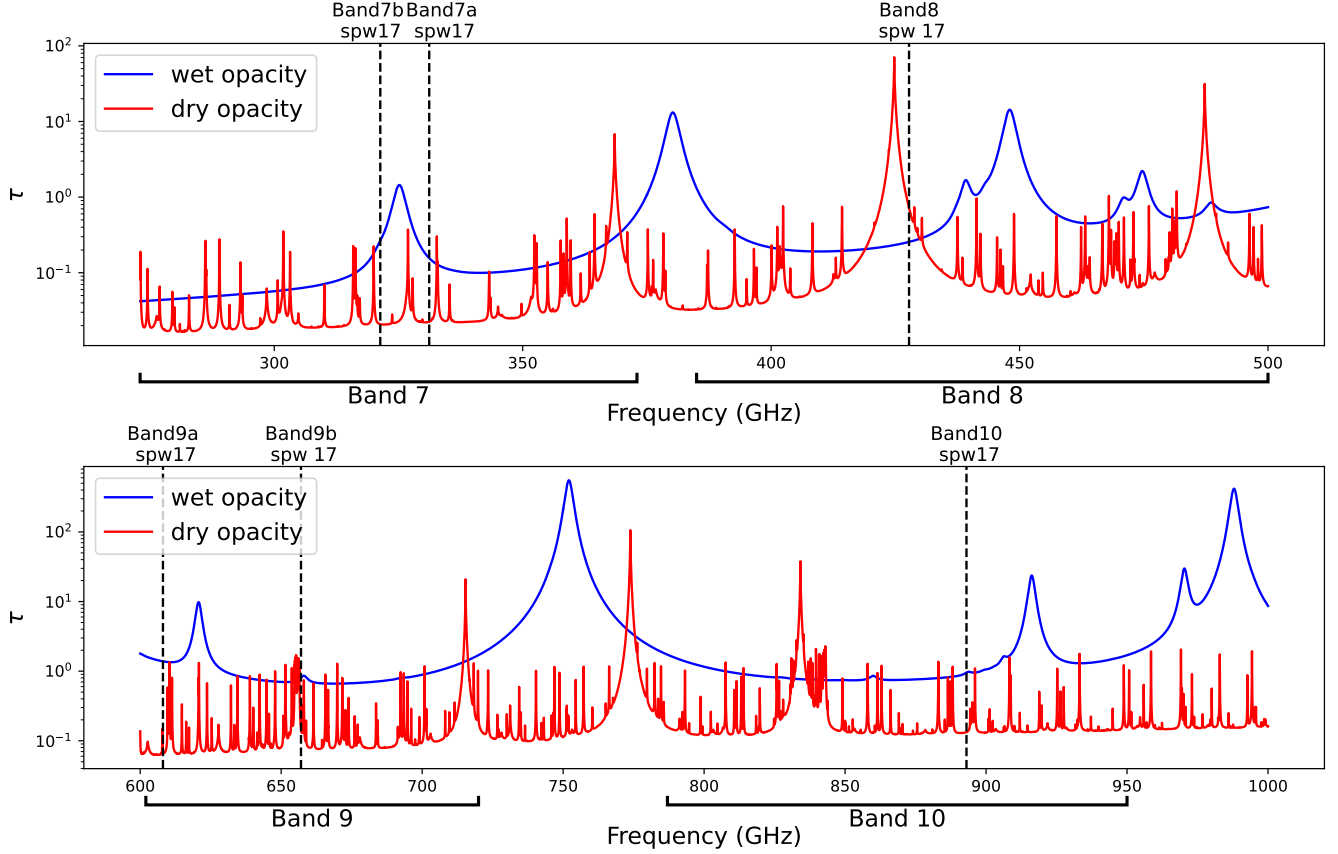 Band7b Band7a Band8
spw17 spw17 spw 17
10²
10¹
10⁰
10⁻¹
τ
wet opacity
dry opacity
300 350 400 450 500
Band 7 Band 8
Frequency (GHz)
Band9a Band9b Band10
spw17 spw 17 spw17
10²
10¹
10⁰
10⁻¹
τ
wet opacity
dry opacity
600 650 700 750 800 850 900 950 1000
Band 9 Band 10
Frequency (GHz)